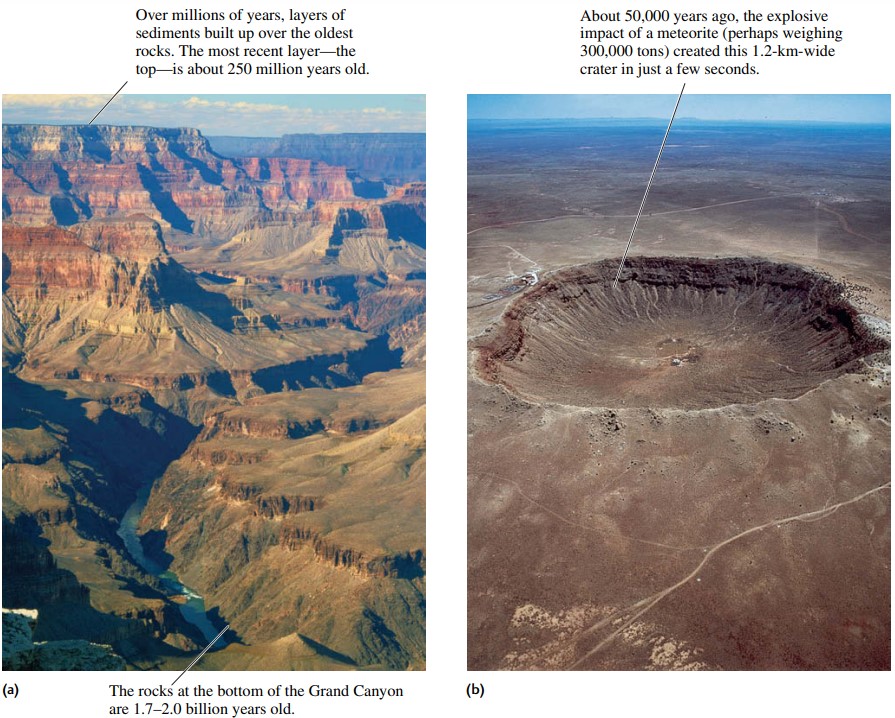 Over millions of years, layers of
sediments built up over the oldest
rocks. The most recent layer—the
top—is about 250 million years old.
About 50,000 years ago, the explosive
impact of a meteorite (perhaps weighing
300,000 tons) created this 1.2-km-wide
crater in just a few seconds.
(a)
The rocks at the bottom of the Grand Canyon
are 1.7–2.0 billion years old.
(b)